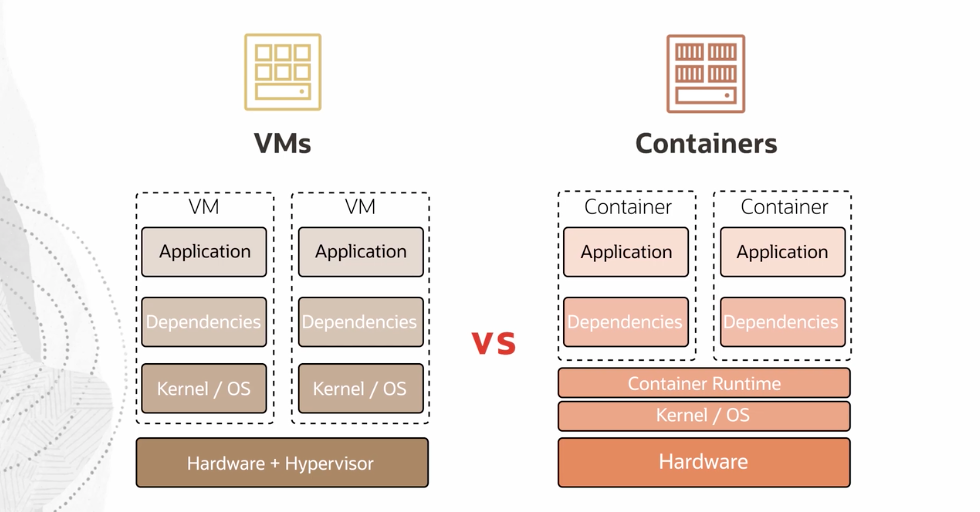 VMs
VM
Application
Dependencies
Kernel / OS
VM
Application
Dependencies
Kernel / OS
Hardware + Hypervisor
vs
Containers
Container
Application
Dependencies
Container
Application
Dependencies
Container Runtime
Kernel / OS
Hardware